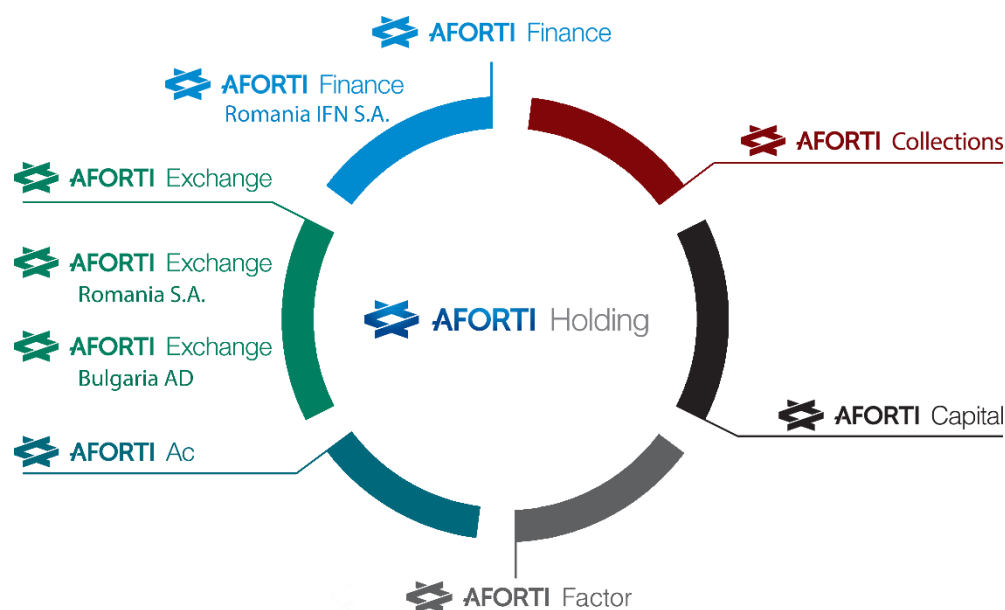 AFORTI Finance
AFORTI Finance
Romania IFN S.A.
AFORTI Collections
AFORTI Exchange
AFORTI Exchange
Romania S.A.
AFORTI Holding
AFORTI Exchange
Bulgaria AD
AFORTI Capital
AFORTI Ac
AFORTI Factor